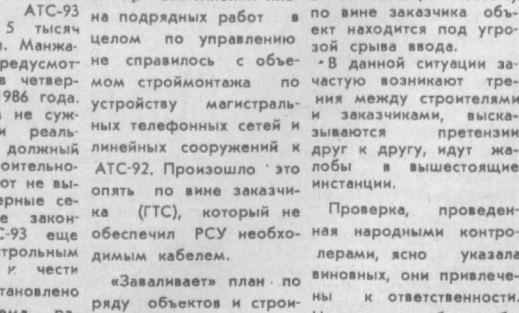 АТС-93
5 тысяч
Манжа-
редусмот-
в четвер-
1986 года.
не суж-
и реаль-
должный
роительно-
от не вы-
ерные се-
е закон-
С-93 еще
нтрольным
к чести
тановлено
на подрядных работ в
целом по управлению
не справилось с объе-
мом строймонтажа по
устройству магистраль-
ных телефонных сетей и
линейных сооружений к
АТС-92. Произошло это
опять по вине заказчи-
ка (ГТС), который не
обеспечил РСУ необхо-
димым кабелем.
«Заваливает» план по
ряду объектов и строи-
по вине заказчика объ-
ект находится под угро-
зой срыва ввода.
В данной ситуации за-
частую возникают тре-
ния между строителями
и заказчиками, выска-
зываются претензии
друг к другу, идут жа-
лобы в вышестоящие
инстанции.
Проверка, проведен-
ная народными контро-
лерами, ясно указала
виновных, они привлече-
ны к ответственности.